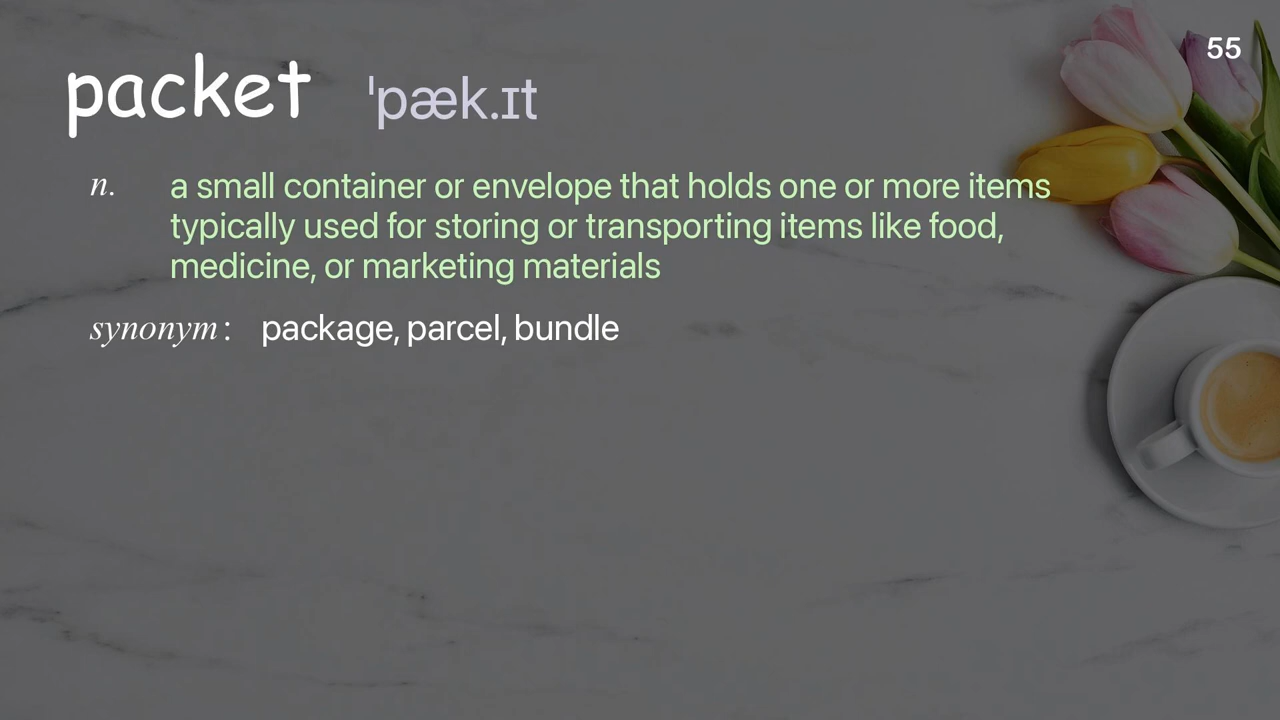 55
packet ˈpæk.ɪt
n. a small container or envelope that holds one or more items
typically used for storing or transporting items like food,
medicine, or marketing materials
synonym: package, parcel, bundle